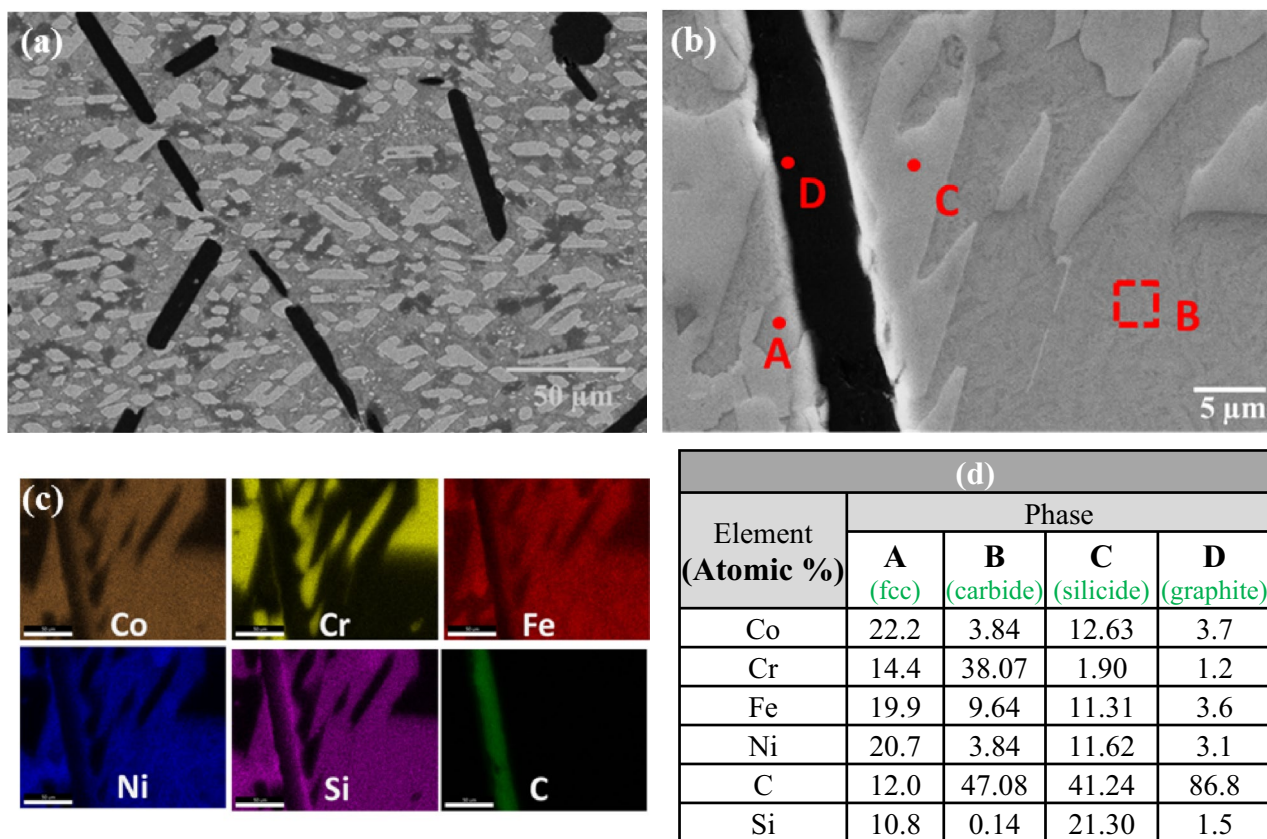 (a)
50 µm
(b)
D
C
B
A
5 µm
(c)
Co
Cr
Fe
Ni
Si
C
(d)
Element
(Atomic %)
Phase
A
(fcc)
B
(carbide)
C
(silicide)
D
(graphite)
Co 22.2 3.84 12.63 3.7
Cr 14.4 38.07 1.90 1.2
Fe 19.9 9.64 11.31 3.6
Ni 20.7 3.84 11.62 3.1
C 12.0 47.08 41.24 86.8
Si 10.8 0.14 21.30 1.5